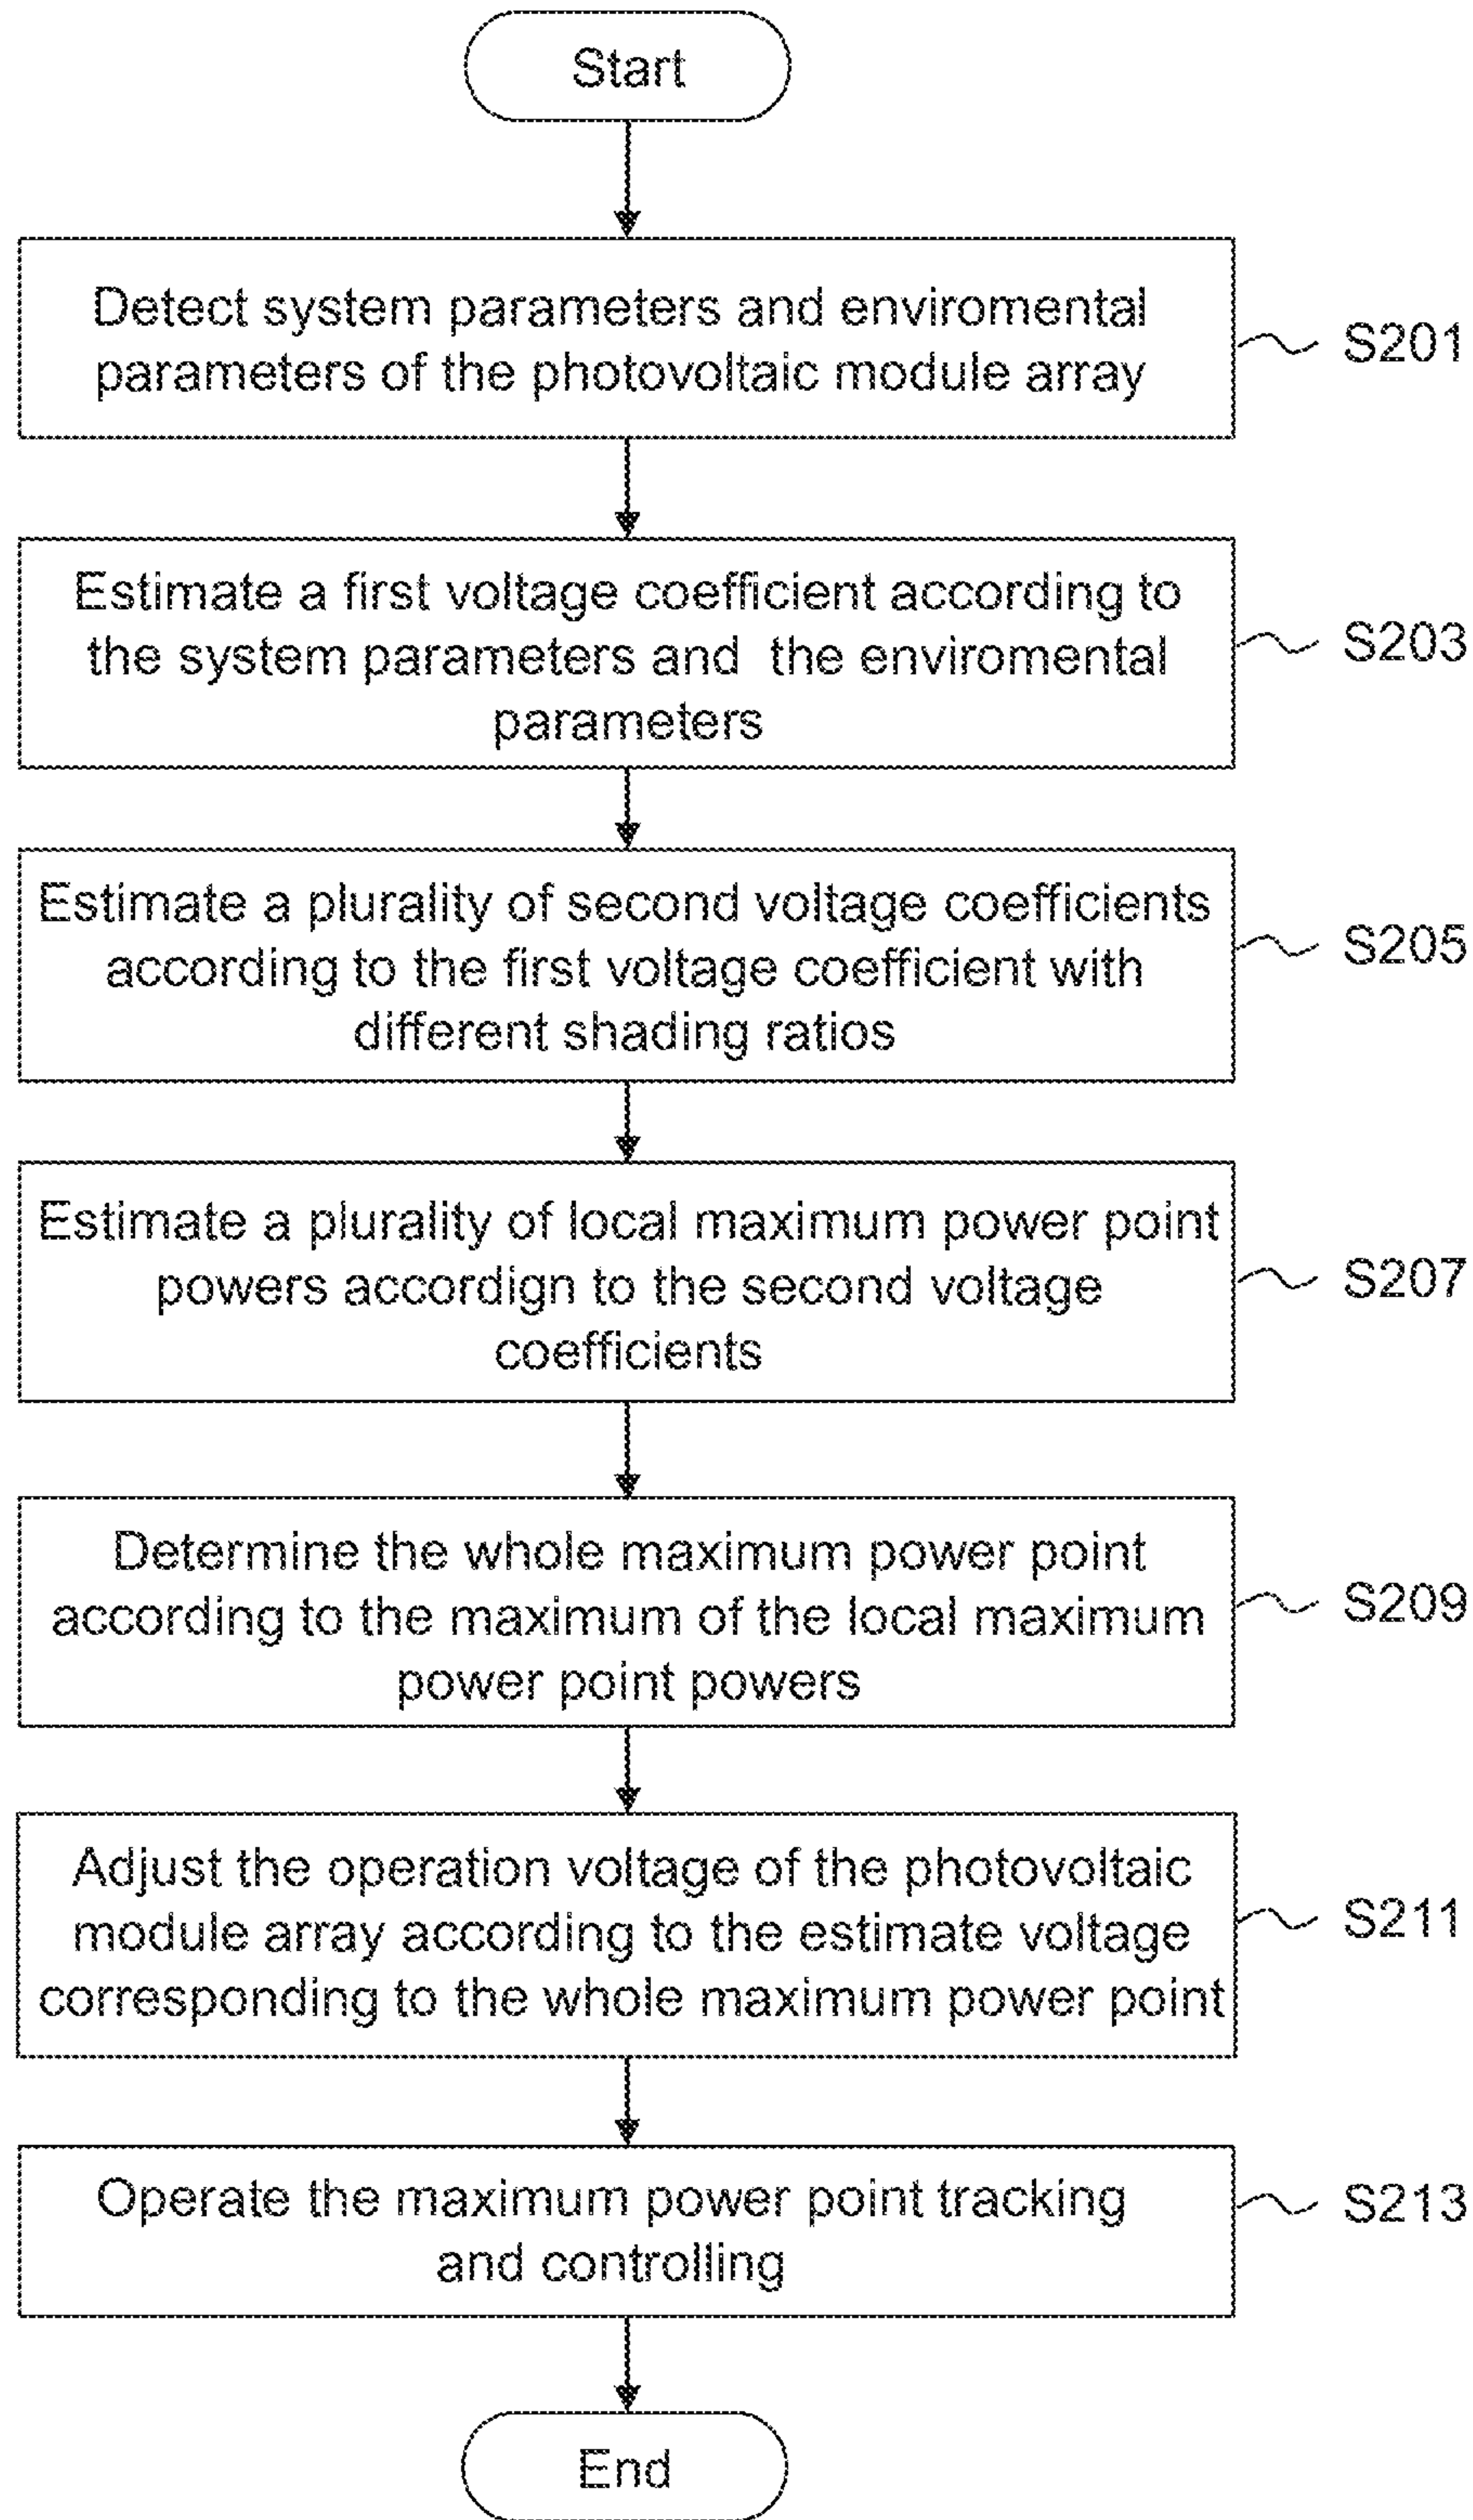 Start
Detect system parameters and enviromental
parameters of the photovoltaic module array
S201
Estimate a first voltage coefficient according to
the system parameters and the enviromental
parameters
S203
Estimate a plurality of second voltage coefficients
according to the first voltage coefficient with
different shading ratios
S205
Estimate a plurality of local maximum power point
powers accordign to the second voltage
coefficients
S207
Determine the whole maximum power point
according to the maximum of the local maximum
power point powers
S209
Adjust the operation voltage of the photovoltaic
module array according to the estimate voltage
corresponding to the whole maximum power point
S211
Operate the maximum power point tracking
and controlling
S213
End